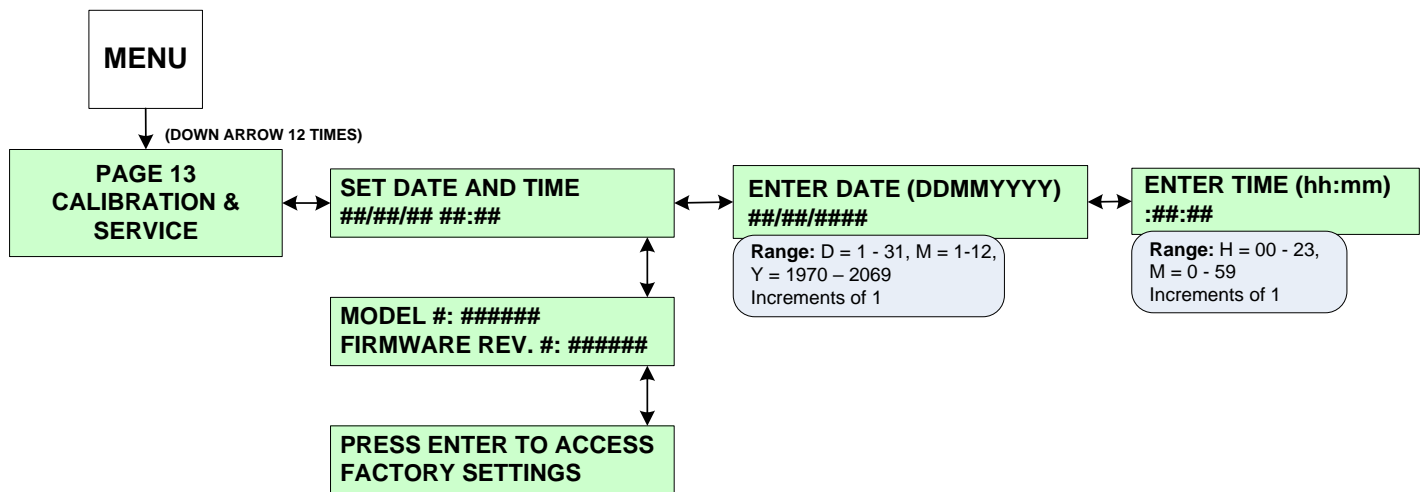 MENU
(DOWN ARROW 12 TIMES)
PAGE 13
CALIBRATION &
SERVICE
SET DATE AND TIME
##/##/## ##:##
ENTER DATE (DDMMYYYY)
##/##/####
Range: D = 1 - 31, M = 1-12,
Y = 1970 – 2069
Increments of 1
ENTER TIME (hh:mm)
:##:##
Range: H = 00 - 23,
M = 0 - 59
Increments of 1
MODEL #: ######
FIRMWARE REV. #: ######
PRESS ENTER TO ACCESS
FACTORY SETTINGS